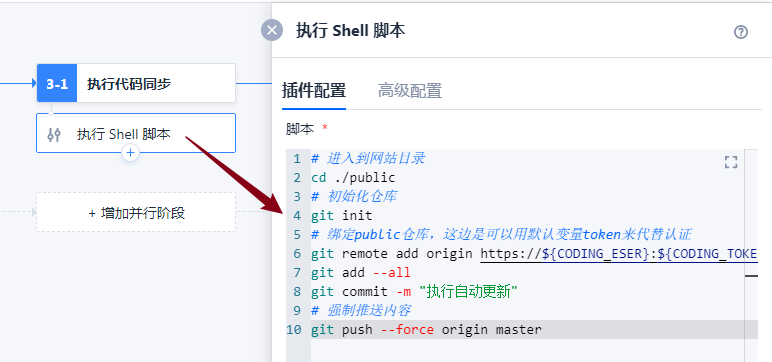 执行 Shell 脚本
3-1 执行代码同步
执行 Shell 脚本
+ 增加并行阶段
插件配置 高级配置
脚本 *
1 # 进入到网站目录
2 cd ./public
3 # 初始化仓库
4 git init
5 # 绑定public仓库，这边是可以用默认变量token来代替认证
6 git remote add origin https://${CODING_ESER}:${CODING_TOKE
7 git add --all
8 git commit -m "执行自动更新"
9 # 强制推送内容
10 git push --force origin master